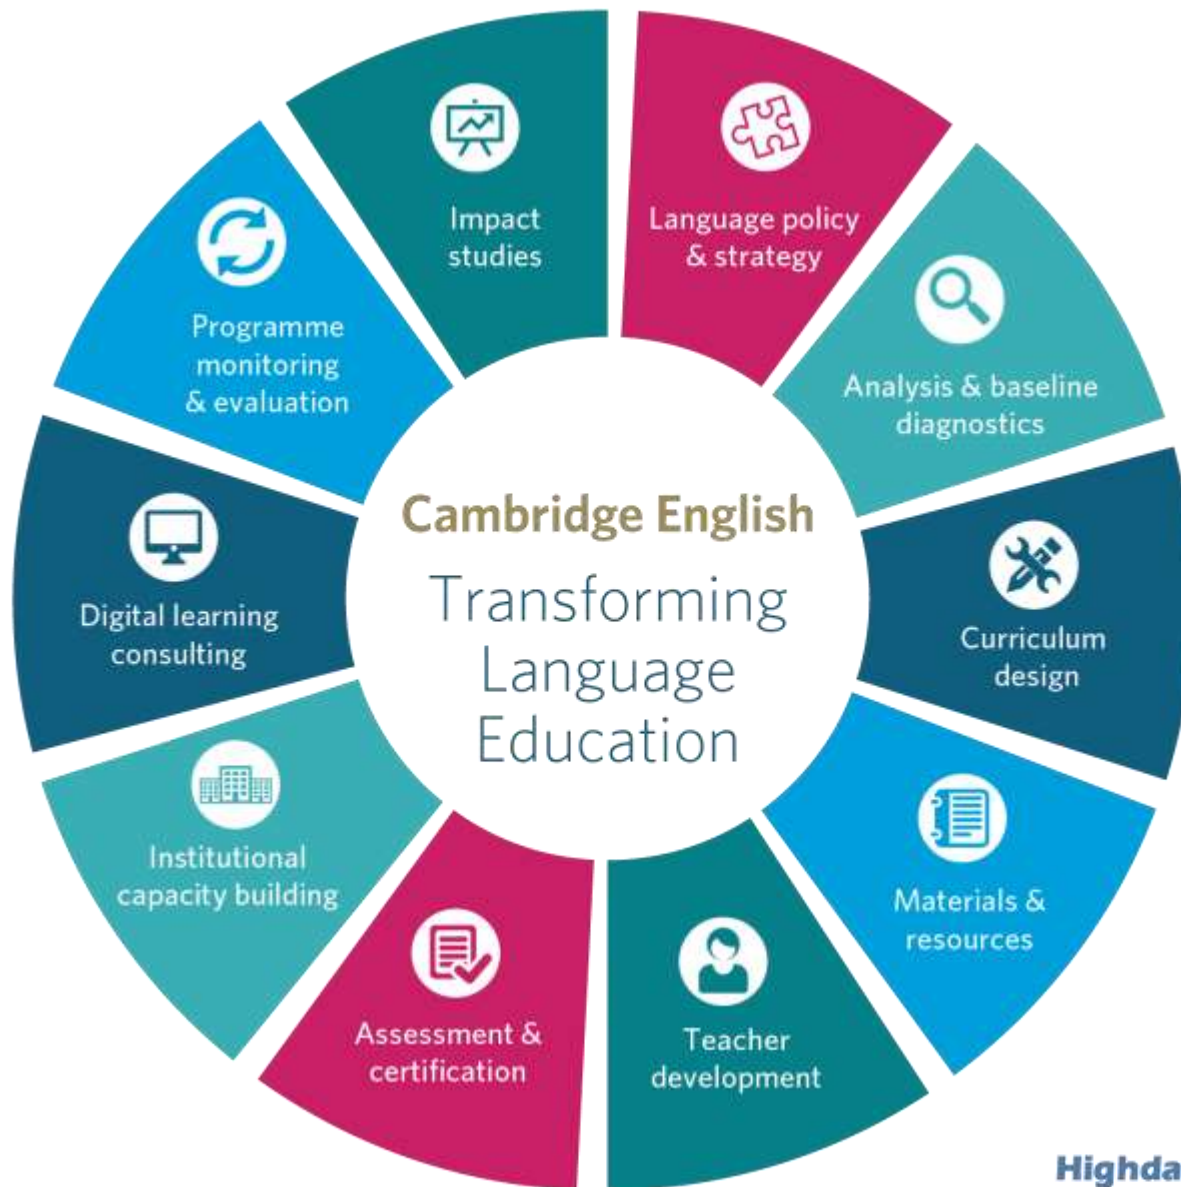 Impact
studies
Language policy
& strategy
Analysis & baseline
diagnostics
Curriculum
design
Materials &
resources
Teacher
development
Assessment &
certification
Institutional
capacity building
Digital learning
consulting
Programme
monitoring
& evaluation
Cambridge English
Transforming
Language
Education
Highda